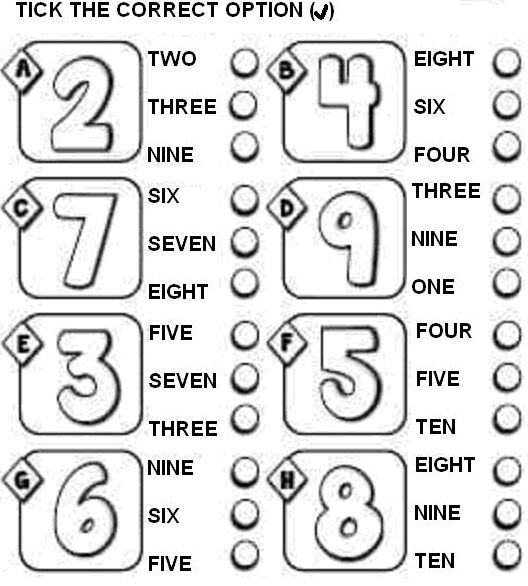 TICK THE CORRECT OPTION (✓)
A 2 TWO
THREE
NINE
B 4 EIGHT
SIX
FOUR
C 7 SIX
SEVEN
EIGHT
D 9 THREE
NINE
ONE
E 3 FIVE
SEVEN
THREE
F 5 FOUR
FIVE
TEN
G 6 NINE
SIX
FIVE
H 8 EIGHT
NINE
TEN